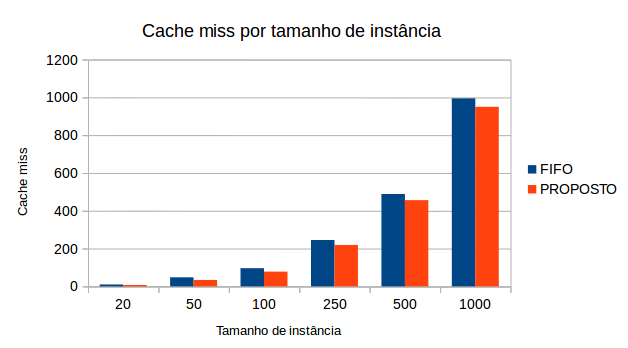 Cache miss por tamanho de instância
1200
1000
800
600
400
200
0
Cache miss
20 50 100 250 500 1000
Tamanho de instância
FIFO
PROPOSTO